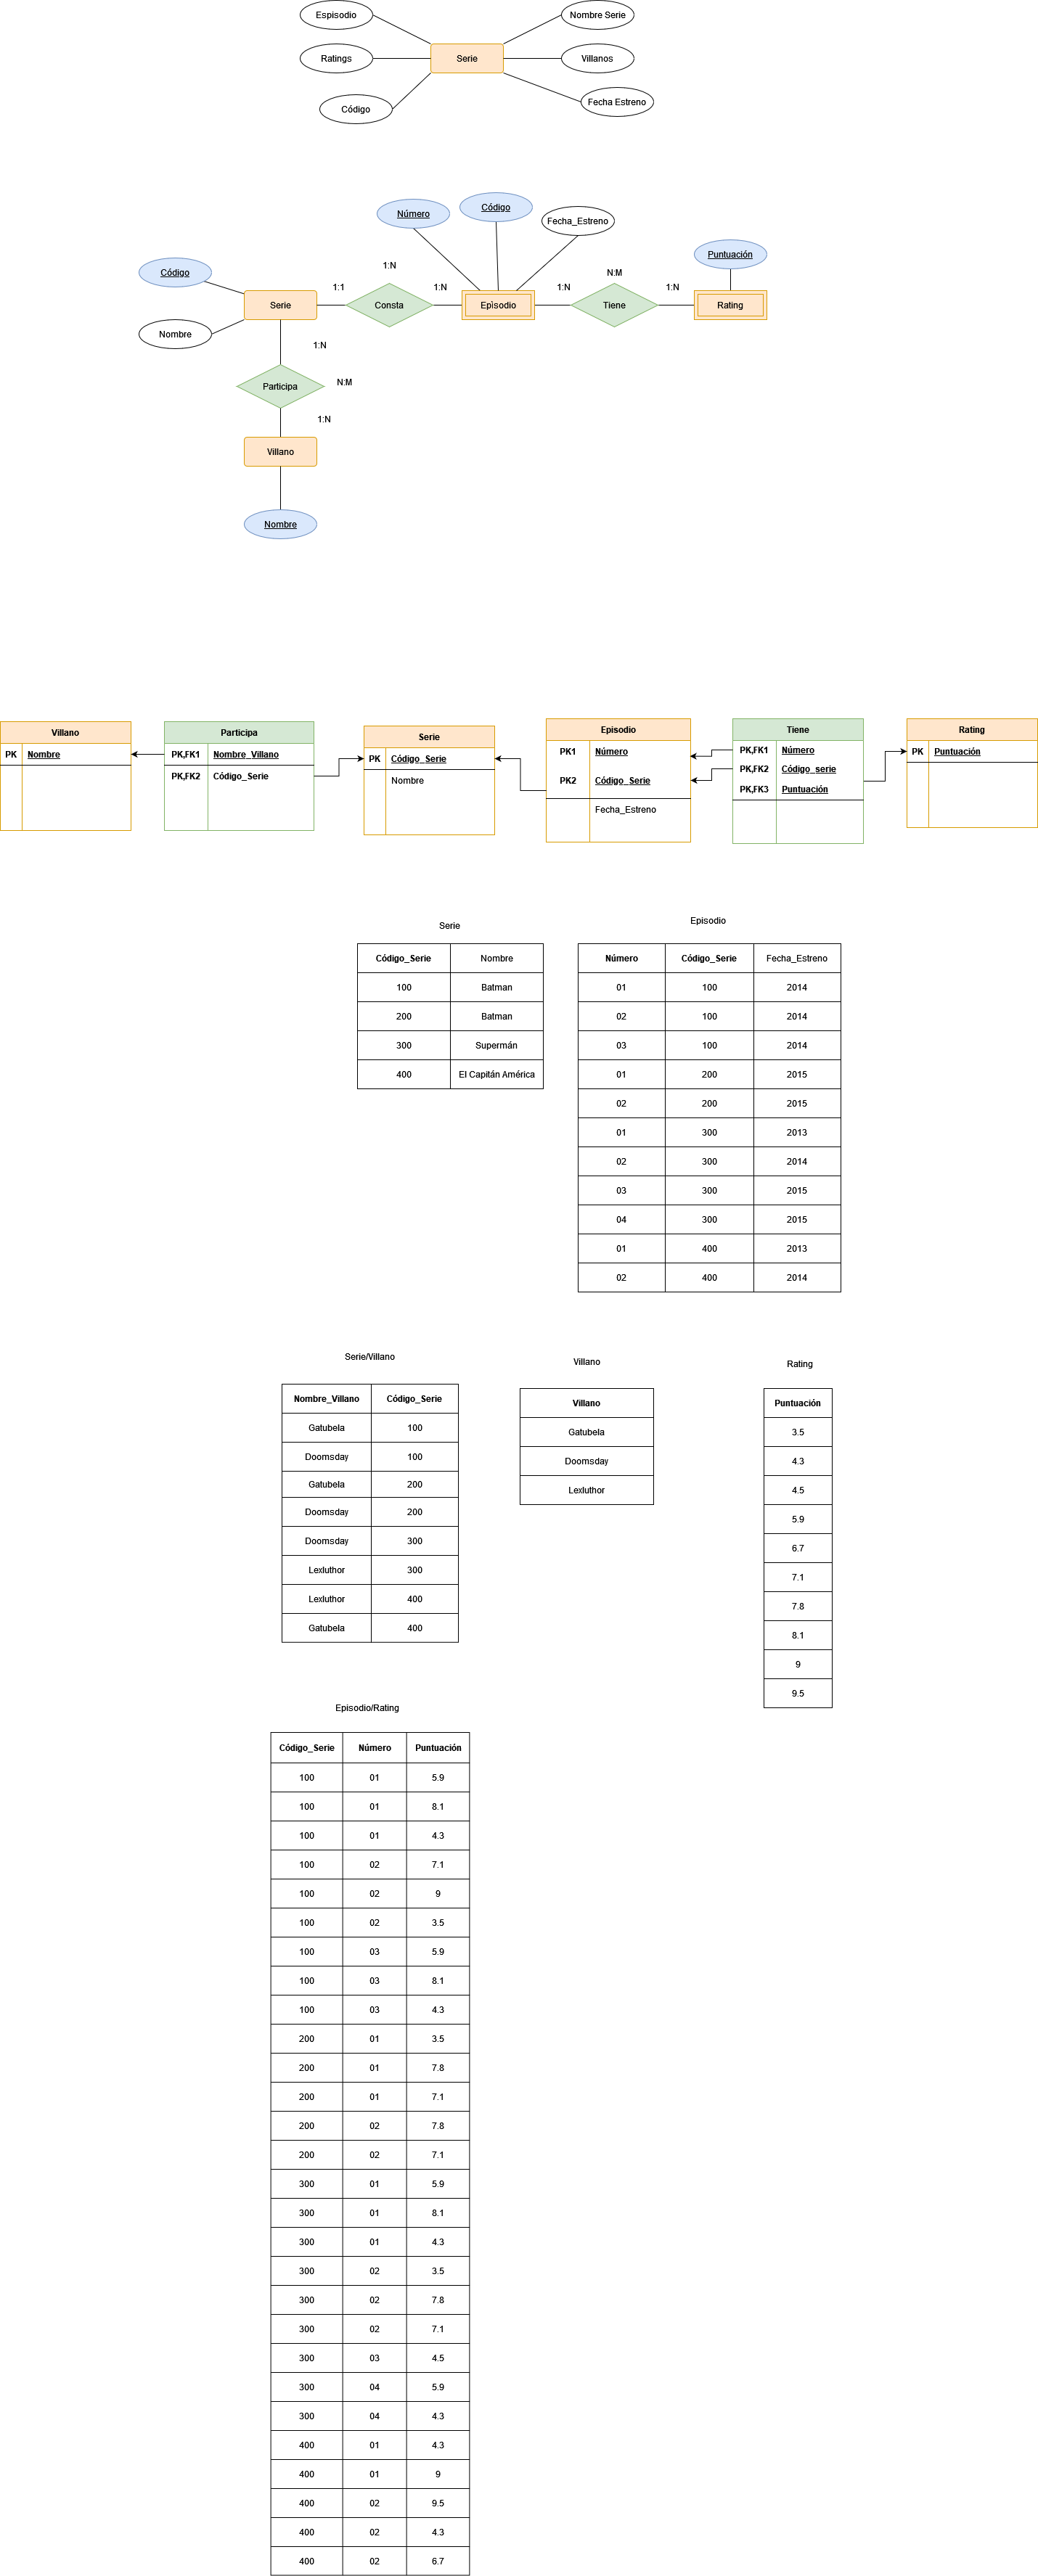 Espisodio
Nombre Serie
Ratings
Serie
Villanos
Código
Fecha Estreno
Número
Código
Fecha_Estreno
Código
1:N
N:M
Puntuación
1:1
1:N
1:N
1:N
Serie
Consta
Episodio
Tiene
Rating
Nombre
1:N
Participa
N:M
1:N
Villano
Nombre
Villano
PK Nombre
Participa
PK,FK1 Nombre_Villano
PK,FK2 Código_Serie
Serie
PK Código_Serie
Nombre
Episodio
PK1 Número
PK2 Código_Serie
Fecha_Estreno
Tiene
PK,FK1 Número
PK,FK2 Código_serie
PK,FK3 Puntuación
Rating
PK Puntuación
Serie
Código_Serie Nombre
100 Batman
200 Batman
300 Supermán
400 El Capitán América
Episodio
Número Código_Serie Fecha_Estreno
01 100 2014
02 100 2014
03 100 2014
01 200 2015
02 200 2015
01 300 2013
02 300 2014
03 300 2015
04 300 2015
01 400 2013
02 400 2014
Serie/Villano
Nombre_Villano Código_Serie
Gatubela 100
Doomsday 100
Gatubela 200
Doomsday 200
Doomsday 300
Lexluthor 300
Lexluthor 400
Gatubela 400
Villano
Villano
Gatubela
Doomsday
Lexluthor
Rating
Puntuación
3.5
4.3
4.5
5.9
6.7
7.1
7.8
8.1
9
9.5
Episodio/Rating
Código_Serie Número Puntuación
100 01 5.9
100 01 8.1
100 01 4.3
100 02 7.1
100 02 9
100 02 3.5
100 03 5.9
100 03 8.1
100 03 4.3
200 01 3.5
200 01 7.8
200 01 7.1
200 02 7.8
200 02 7.1
300 01 5.9
300 01 8.1
300 01 4.3
300 02 3.5
300 02 7.8
300 02 7.1
300 03 4.5
300 04 5.9
300 04 4.3
400 01 4.3
400 01 9
400 02 9.5
400 02 4.3
400 02 6.7